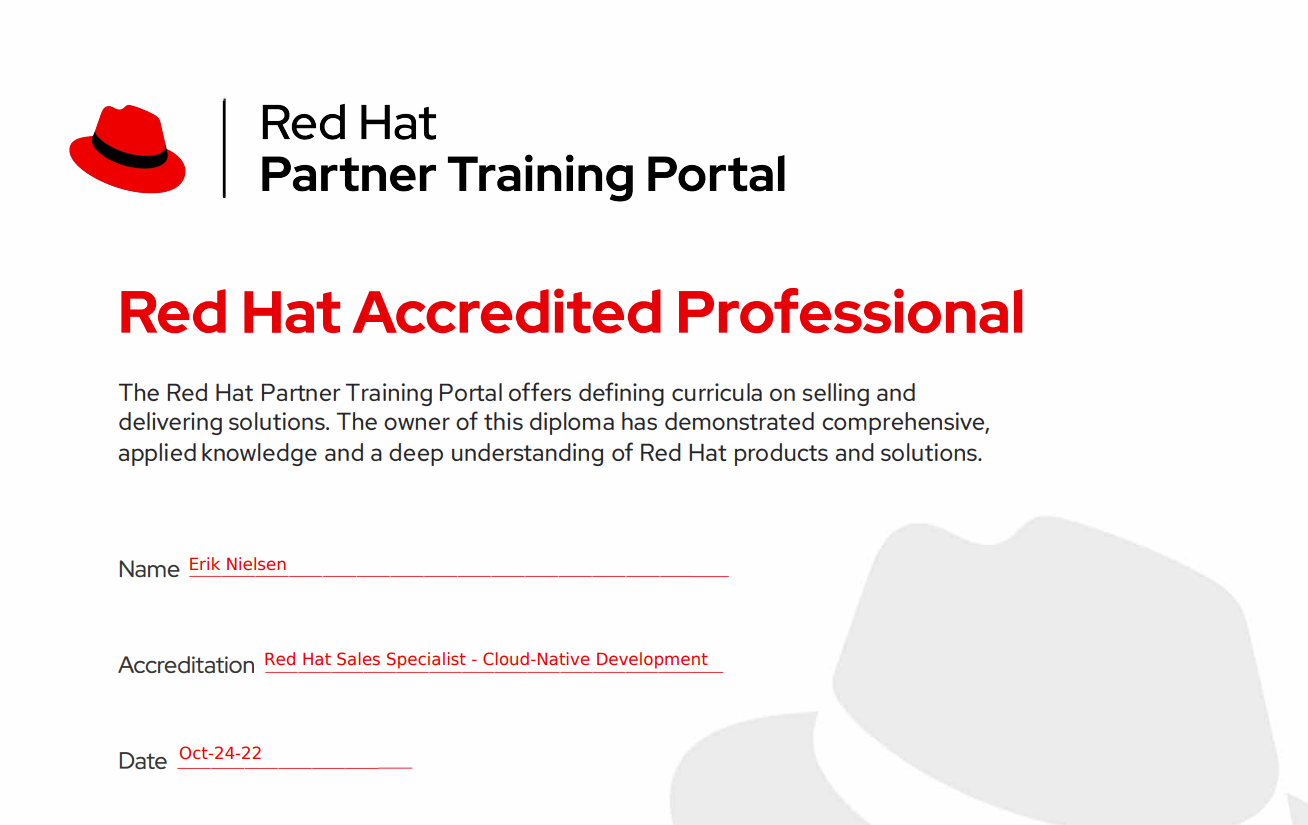 Red Hat
Partner Training Portal
Red Hat Accredited Professional
The Red Hat Partner Training Portal offers defining curricula on selling and
delivering solutions. The owner of this diploma has demonstrated comprehensive,
applied knowledge and a deep understanding of Red Hat products and solutions.
Name Erik Nielsen
Accreditation Red Hat Sales Specialist - Cloud-Native Development
Date Oct-24-22